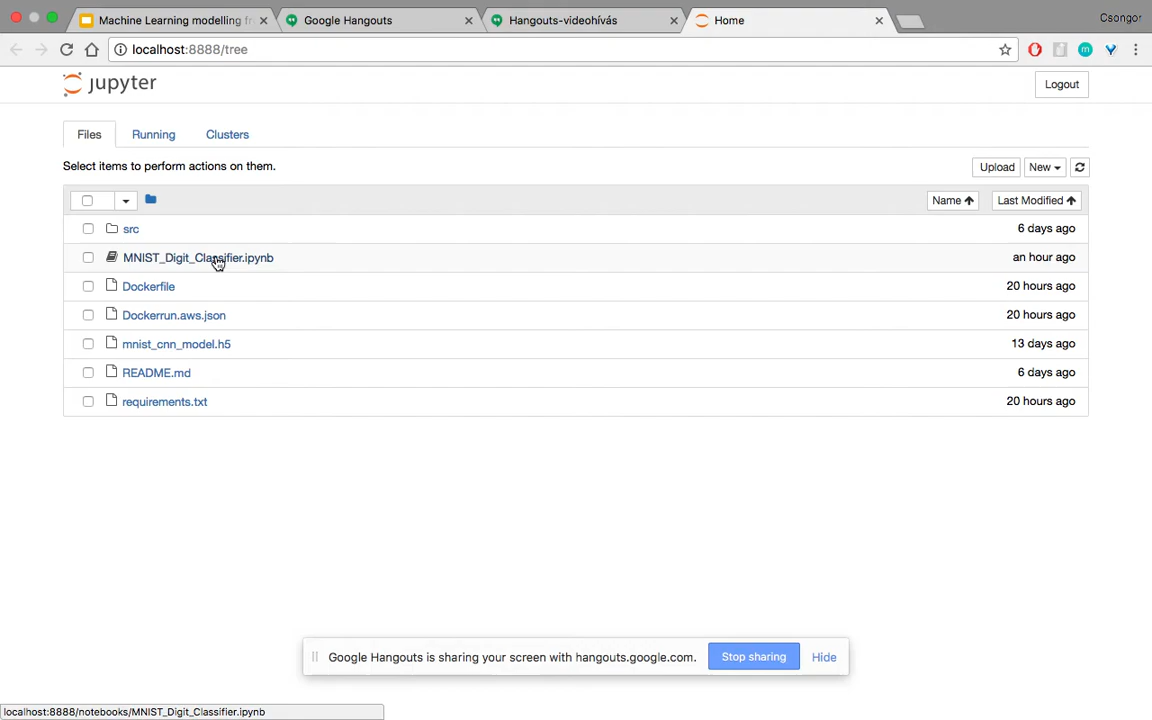 Machine Learning modelling fr
Google Hangouts
Hangouts-videohívás
Home
Csongor
localhost:8888/tree
jupyter
Logout
Files
Running
Clusters
Select items to perform actions on them.
Upload
New
Name
Last Modified
src
6 days ago
MNIST_Digit_Classifier.ipynb
an hour ago
Dockerfile
20 hours ago
Dockerrun.aws.json
20 hours ago
mnist_cnn_model.h5
13 days ago
README.md
6 days ago
requirements.txt
20 hours ago
Google Hangouts is sharing your screen with hangouts.google.com.
Stop sharing
Hide
localhost:8888/notebooks/MNIST_Digit_Classifier.ipynb